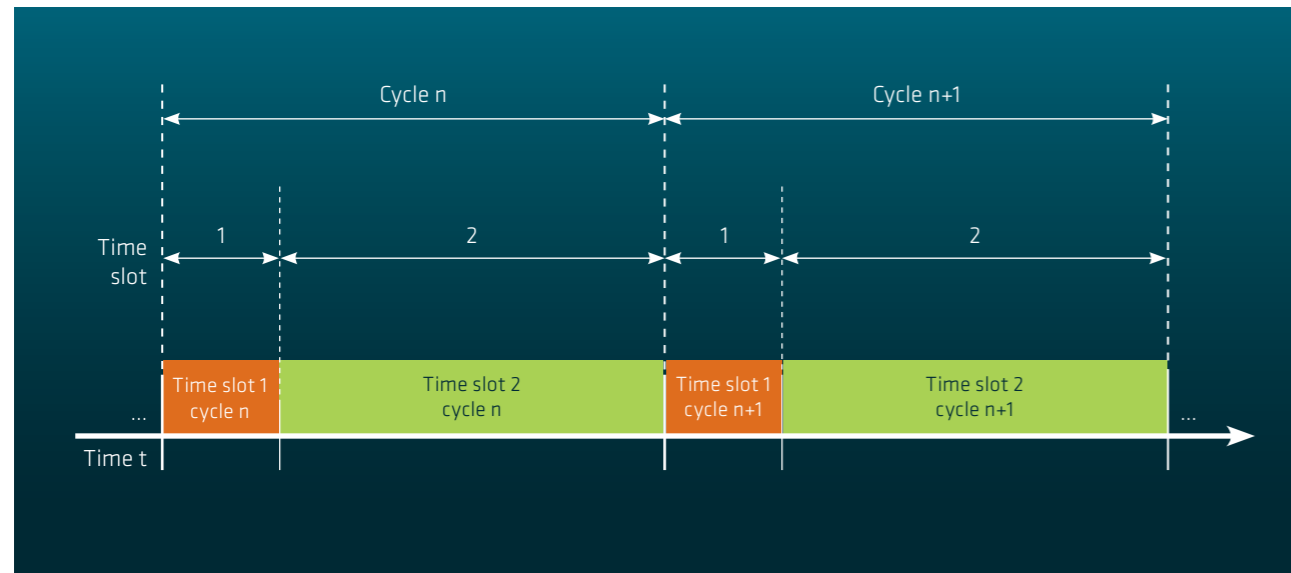 Cycle n
Cycle n+1
Time
slot
1
2
1
2
Time slot 1
cycle n
Time slot 2
cycle n
Time slot 1
cycle n+1
Time slot 2
cycle n+1
...
...
Time t